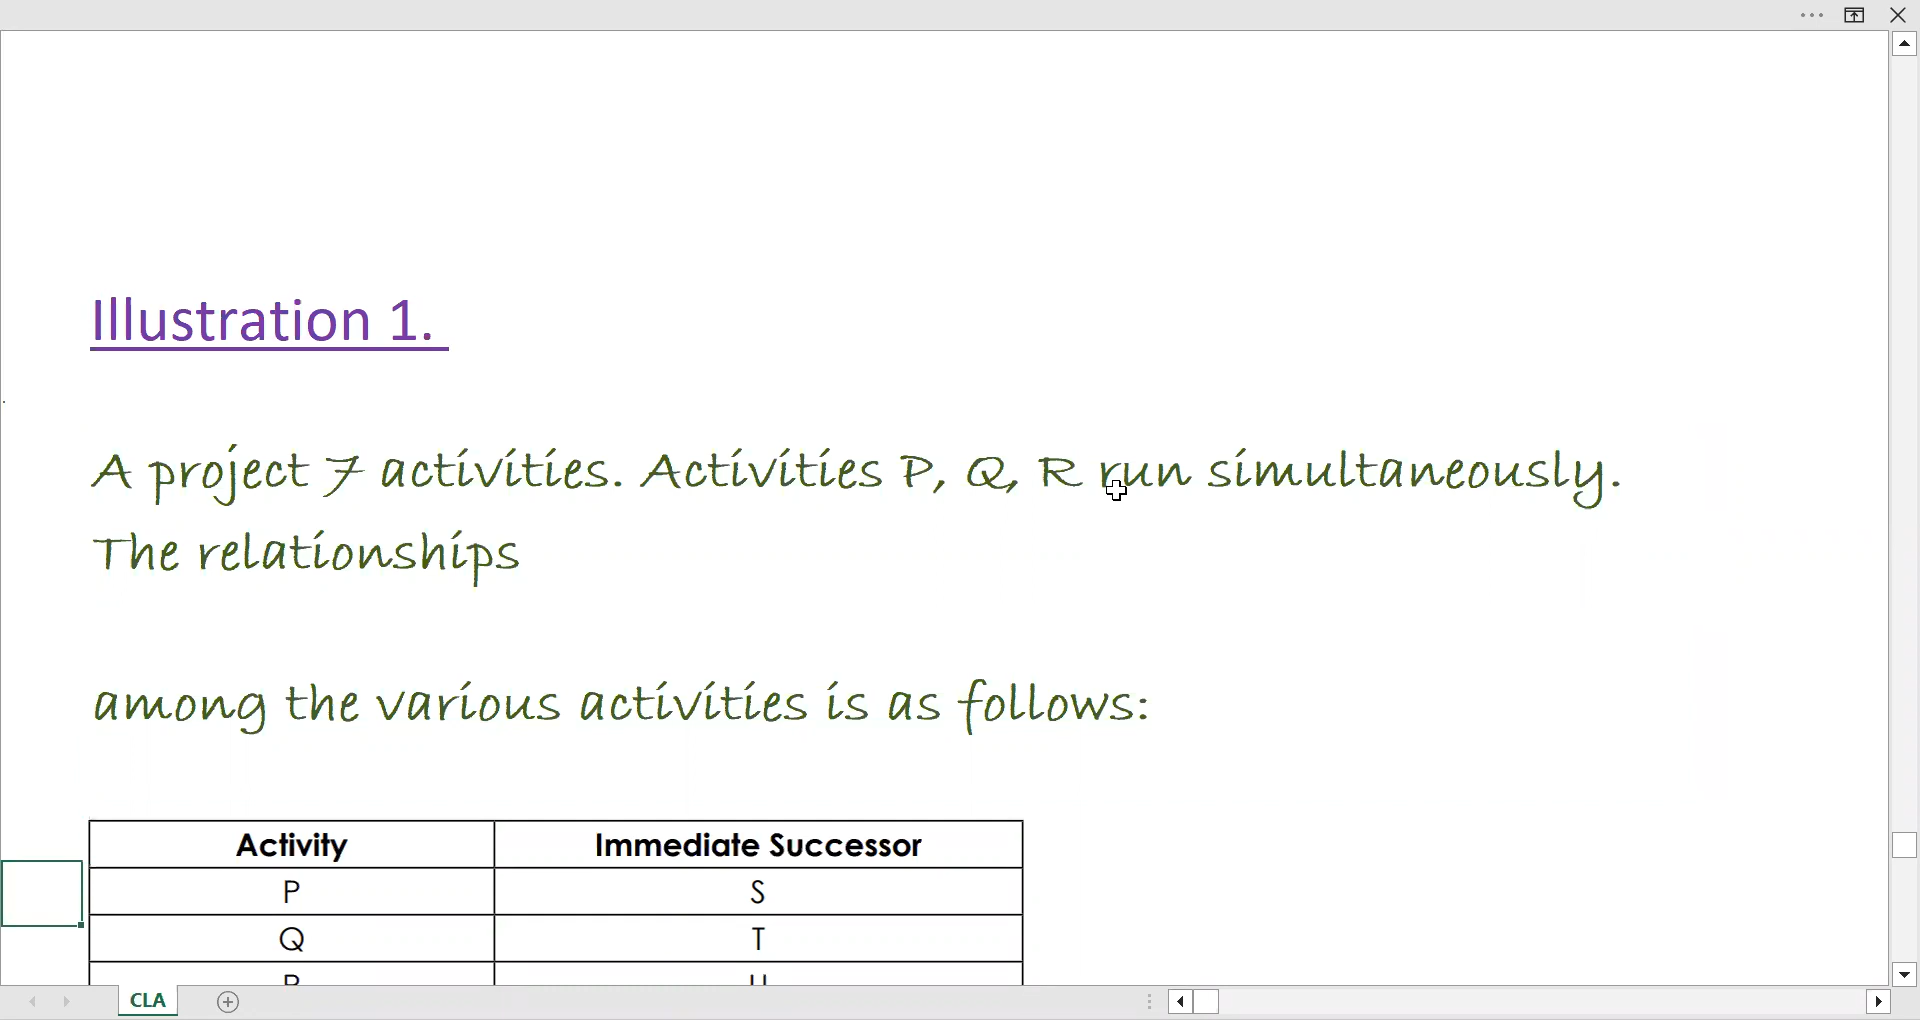 Illustration 1.
A project 7 activities. Activities P, Q, R run simultaneously.
The relationships
among the various activities is as follows:
Activity Immediate Successor
P S
Q T
R U
CLA